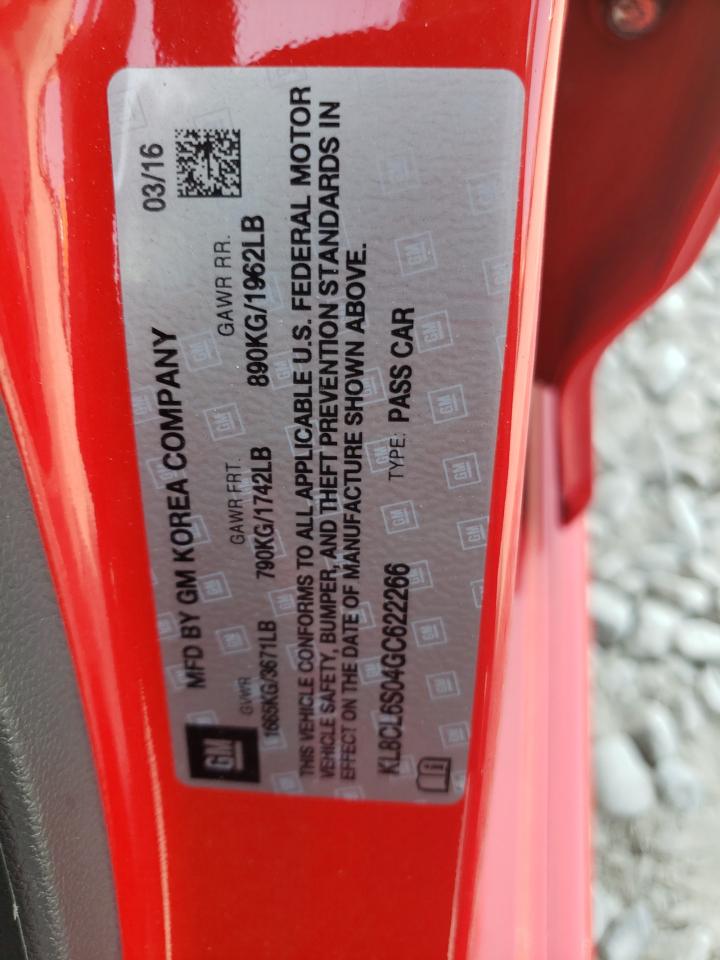 MFD BY GM KOREA COMPANY 03/16
GM
GVWR GAWR FRT. GAWR RR.
1665KG/3671LB 790KG/1742LB 890KG/1962LB
THIS VEHICLE CONFORMS TO ALL APPLICABLE U.S. FEDERAL MOTOR
VEHICLE SAFETY, BUMPER, AND THEFT PREVENTION STANDARDS IN
EFFECT ON THE DATE OF MANUFACTURE SHOWN ABOVE.
KL8CL6S04GC622266 TYPE: PASS CAR